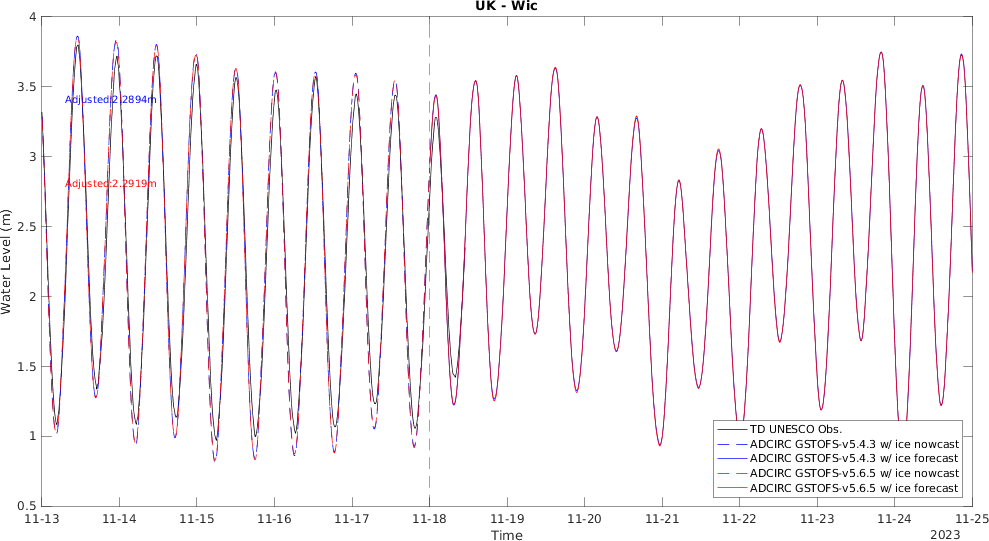 UK - Wic
4
3.5
3
2.5
2
1.5
1
0.5
Water Level (m)
Adjusted:2.2894m
Adjusted:2.2919m
TD UNESCO Obs.
ADCIRC GSTOFS-v5.4.3 w/ ice nowcast
ADCIRC GSTOFS-v5.4.3 w/ ice forecast
ADCIRC GSTOFS-v5.6.5 w/ ice nowcast
ADCIRC GSTOFS-v5.6.5 w/ ice forecast
11-13 11-14 11-15 11-16 11-17 11-18 11-19 11-20 11-21 11-22 11-23 11-24 11-25
Time
2023